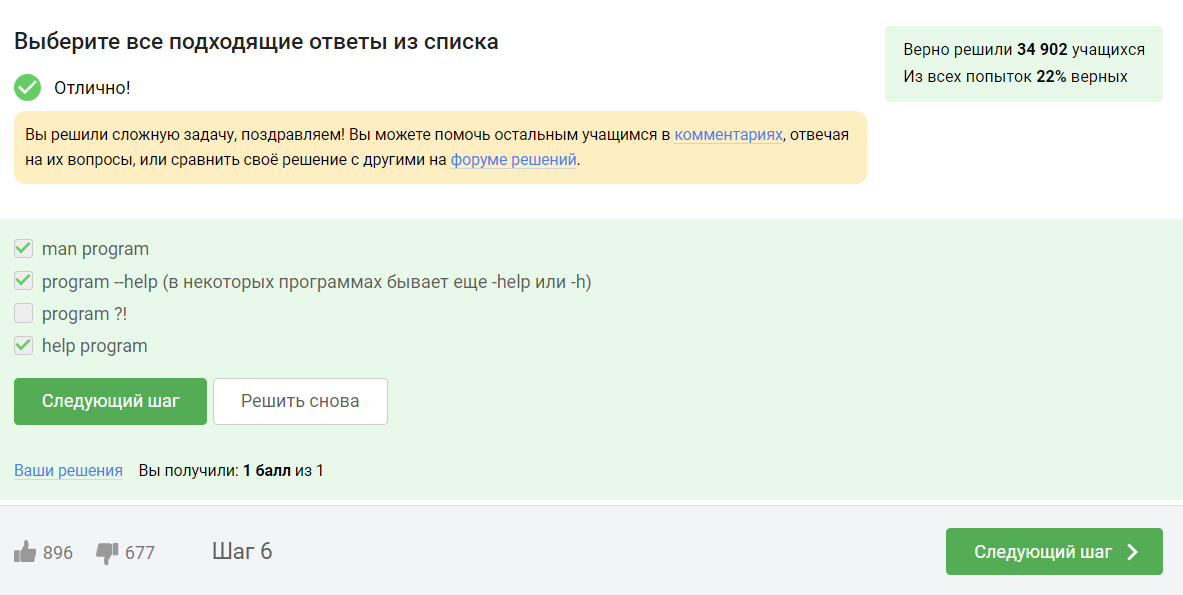 Выберите все подходящие ответы из списка
Верно решили 34 902 учащихся
Из всех попыток 22% верных
Отлично!
Вы решили сложную задачу, поздравляем! Вы можете помочь остальным учащимся в комментариях, отвечая
на их вопросы, или сравнить своё решение с другими на форуме решений.
man program
program --help (в некоторых программах бывает еще -help или -h)
program ?!
help program
Следующий шаг
Решить снова
Ваши решения Вы получили: 1 балл из 1
896 677 Шаг 6 Следующий шаг